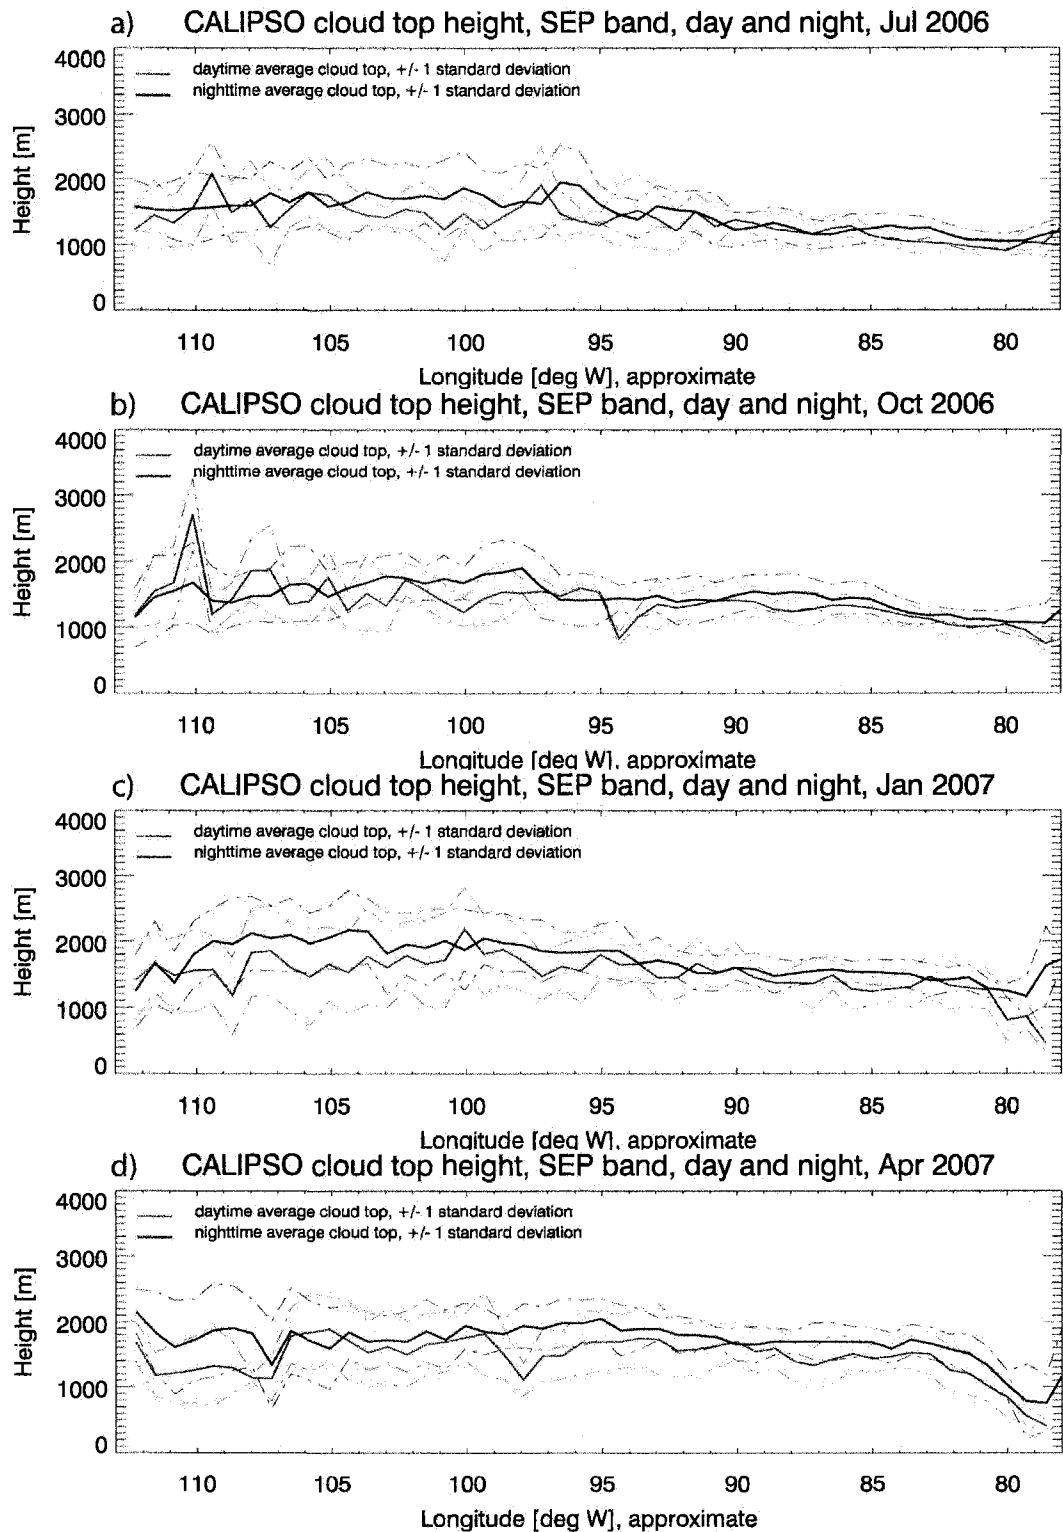 a) CALIPSO cloud top height, SEP band, day and night, Jul 2006
4000
daytime average cloud top, +/- 1 standard deviation
nighttime average cloud top, +/- 1 standard deviation
3000
Height [m]
2000
1000
0
110 105 100 95 90 85 80
Longitude [deg W], approximate
b) CALIPSO cloud top height, SEP band, day and night, Oct 2006
4000
daytime average cloud top, +/- 1 standard deviation
nighttime average cloud top, +/- 1 standard deviation
3000
Height [m]
2000
1000
0
110 105 100 95 90 85 80
Longitude [deg W], approximate
c) CALIPSO cloud top height, SEP band, day and night, Jan 2007
4000
daytime average cloud top, +/- 1 standard deviation
nighttime average cloud top, +/- 1 standard deviation
3000
Height [m]
2000
1000
0
110 105 100 95 90 85 80
Longitude [deg W], approximate
d) CALIPSO cloud top height, SEP band, day and night, Apr 2007
4000
daytime average cloud top, +/- 1 standard deviation
nighttime average cloud top, +/- 1 standard deviation
3000
Height [m]
2000
1000
0
110 105 100 95 90 85 80
Longitude [deg W], approximate